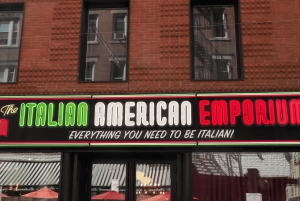 The ITALIAN AMERICAN EMPORIUM
EVERYTHING YOU NEED TO BE ITALIAN!